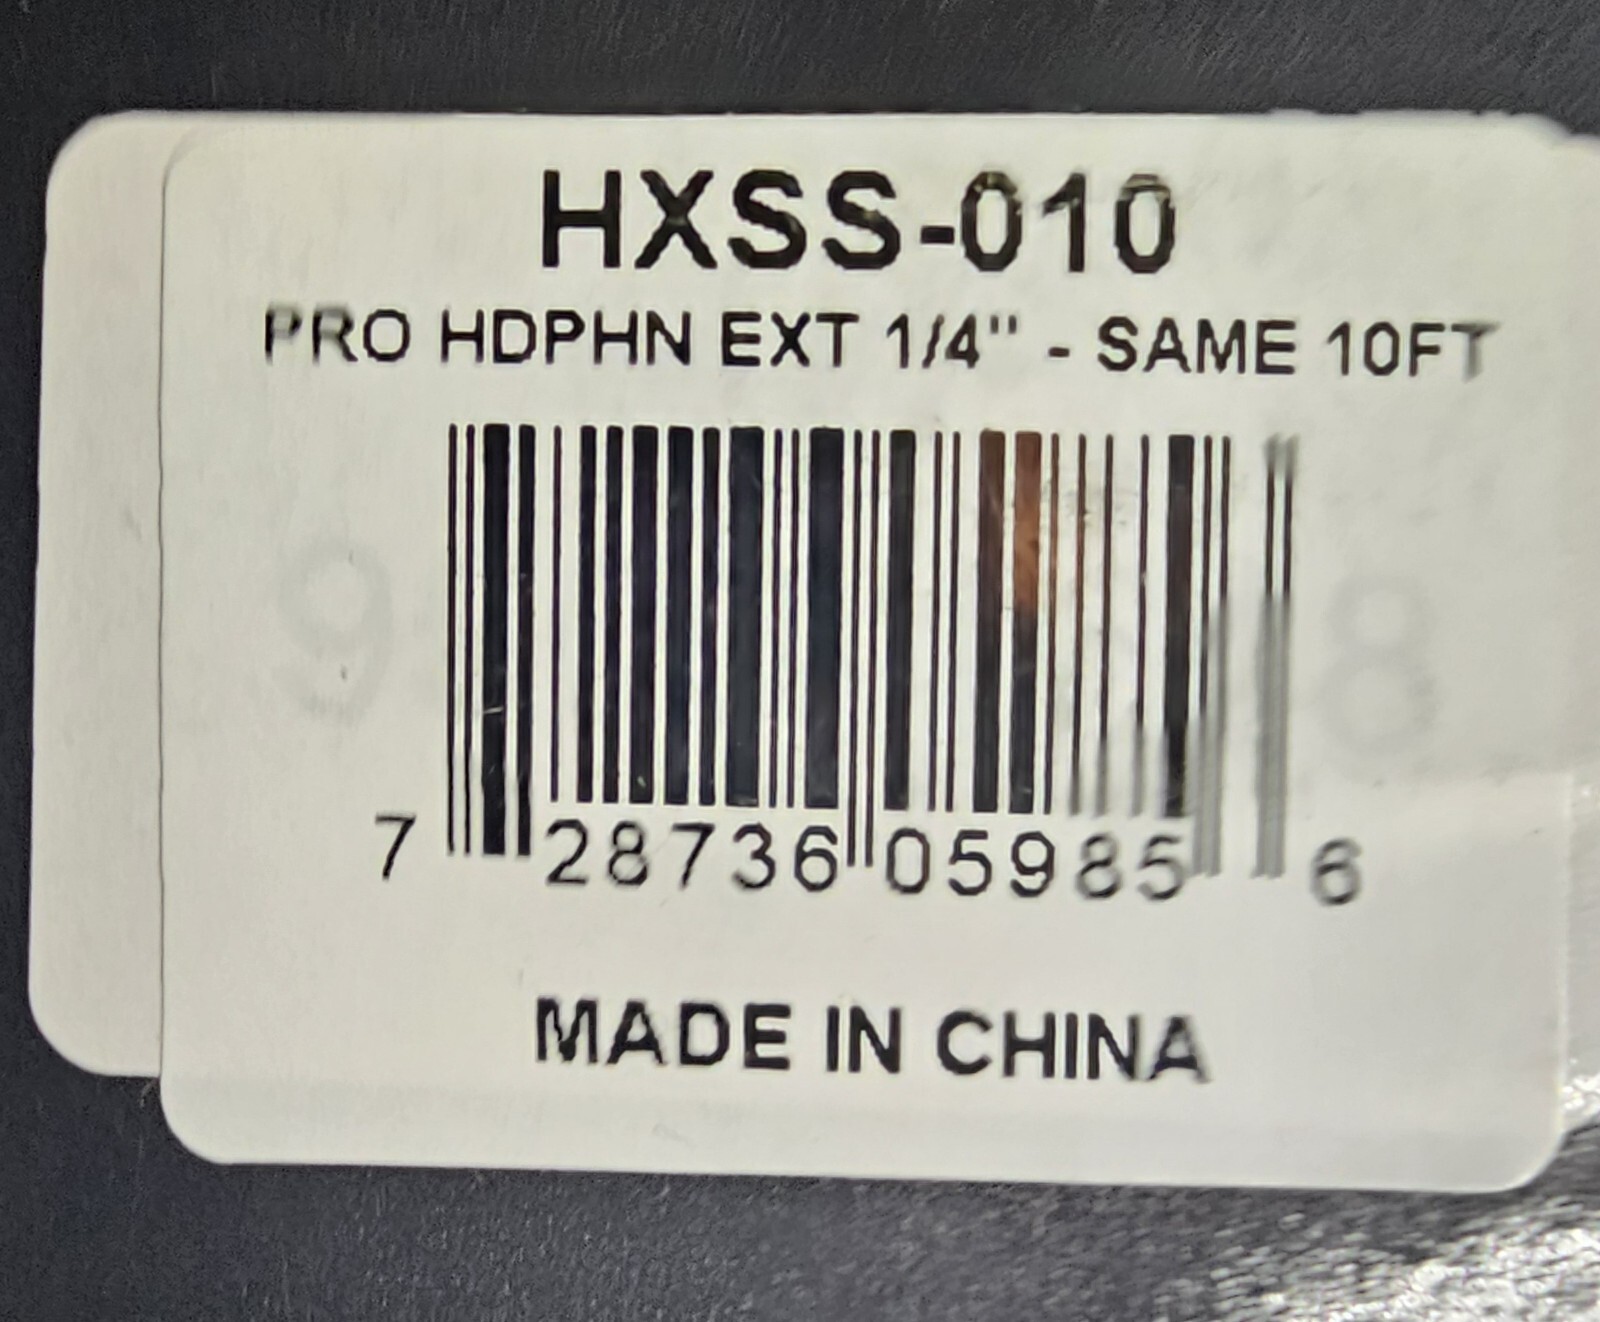 HXSS-010
PRO HDPHN EXT 1/4" - SAME 10FT
7 28736 05985 6
MADE IN CHINA